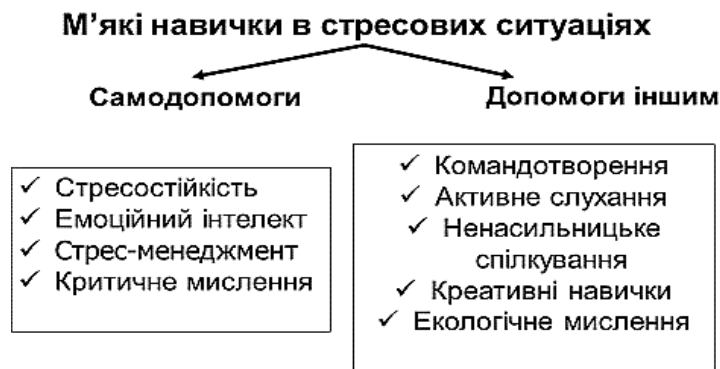 М’які навички в стресових ситуаціях
Самодопомоги
Допомоги іншим
✓ Стресостійкість
✓ Емоційний інтелект
✓ Стрес-менеджмент
✓ Критичне мислення
✓ Командотворення
✓ Активне слухання
✓ Ненасильницьке
спілкування
✓ Креативні навички
✓ Екологічне мислення